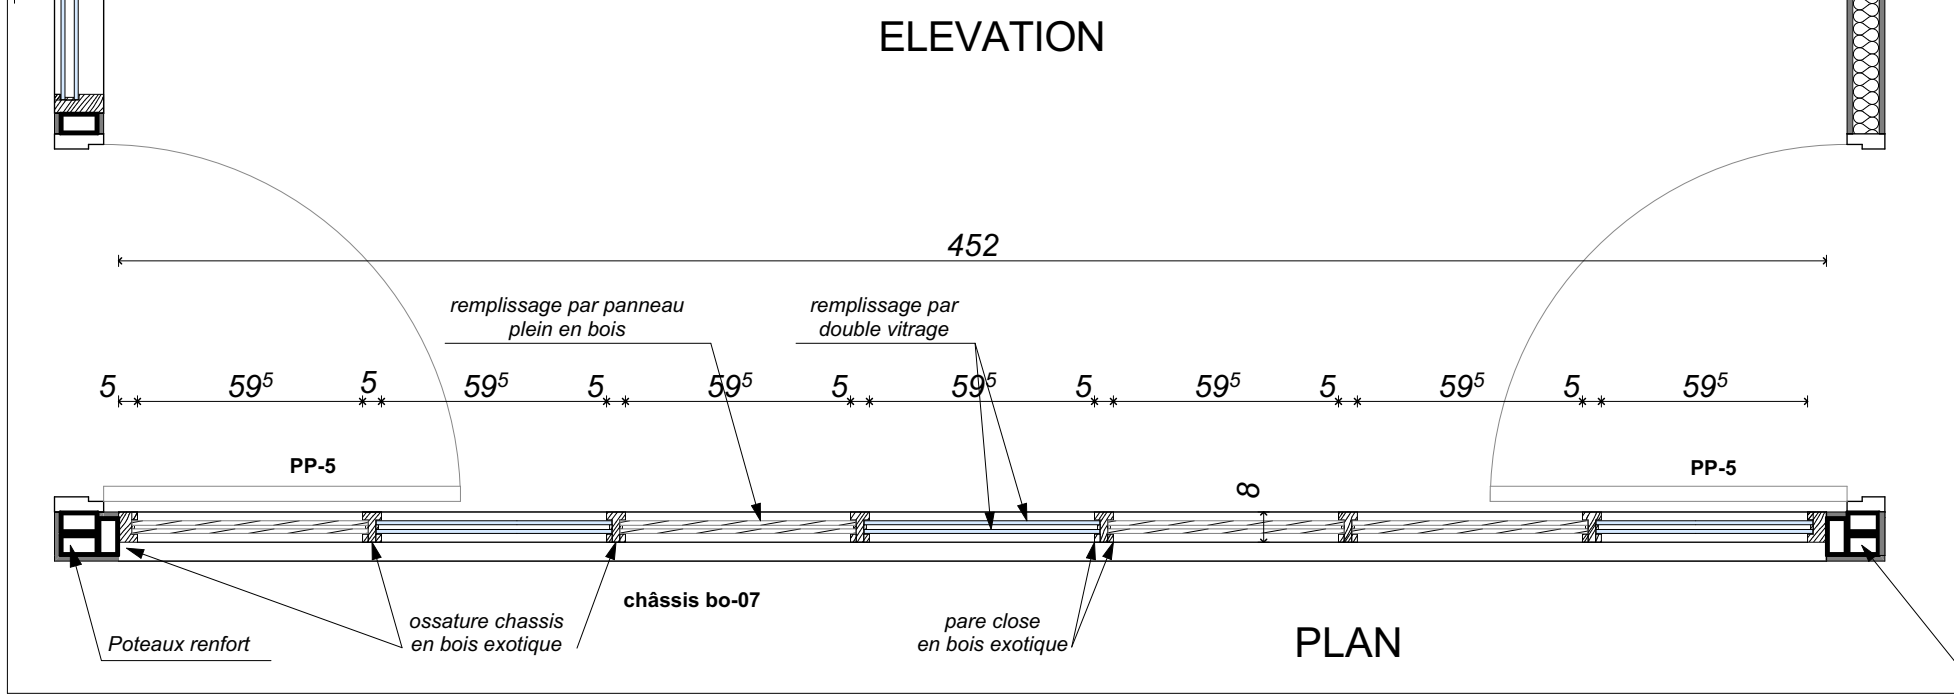 ELEVATION
452
remplissage par panneau
plein en bois
remplissage par
double vitrage
5 59⁵ 5 59⁵ 5 59⁵ 5 59⁵ 5 59⁵ 5 59⁵ 5 59⁵
PP-5
PP-5
8
châssis bo-07
Poteaux renfort
ossature chassis
en bois exotique
pare close
en bois exotique
PLAN